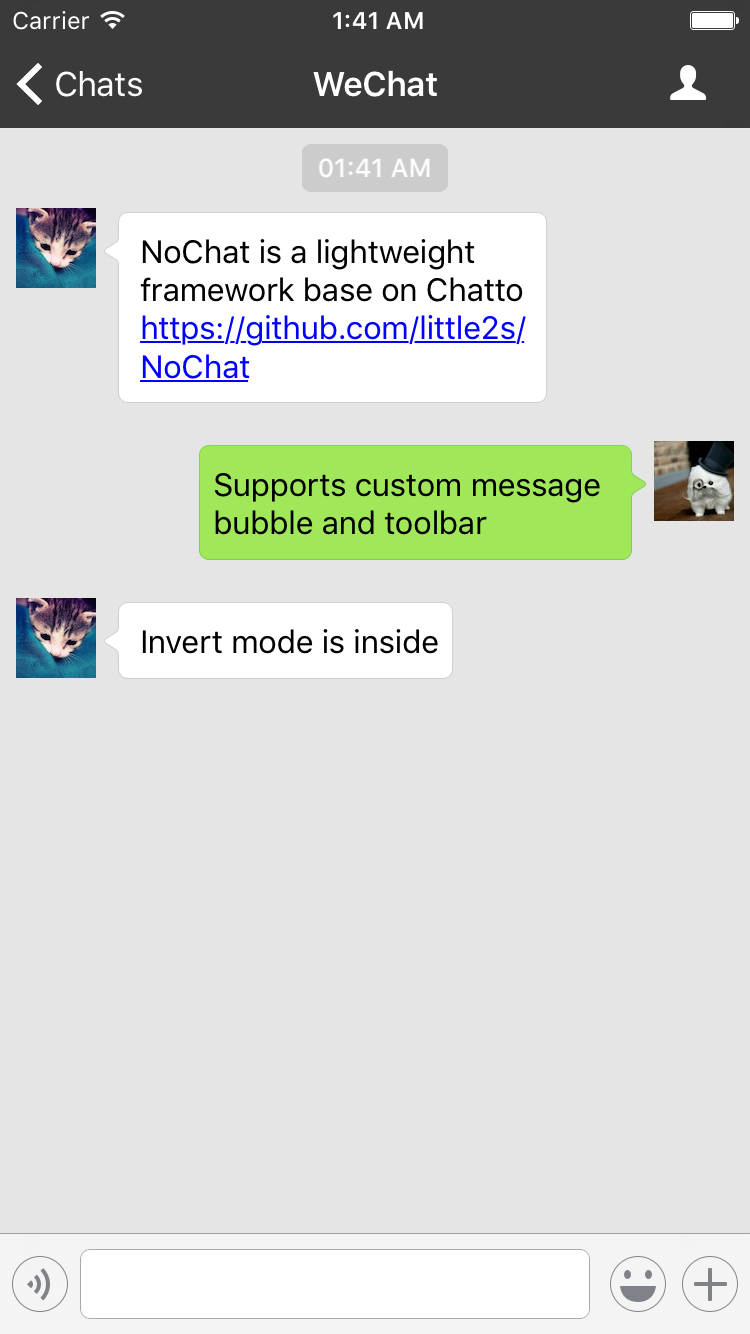 Carrier 1:41 AM
Chats WeChat
01:41 AM
NoChat is a lightweight
framework base on Chatto
https://github.com/little2s/
NoChat
Supports custom message
bubble and toolbar
Invert mode is inside